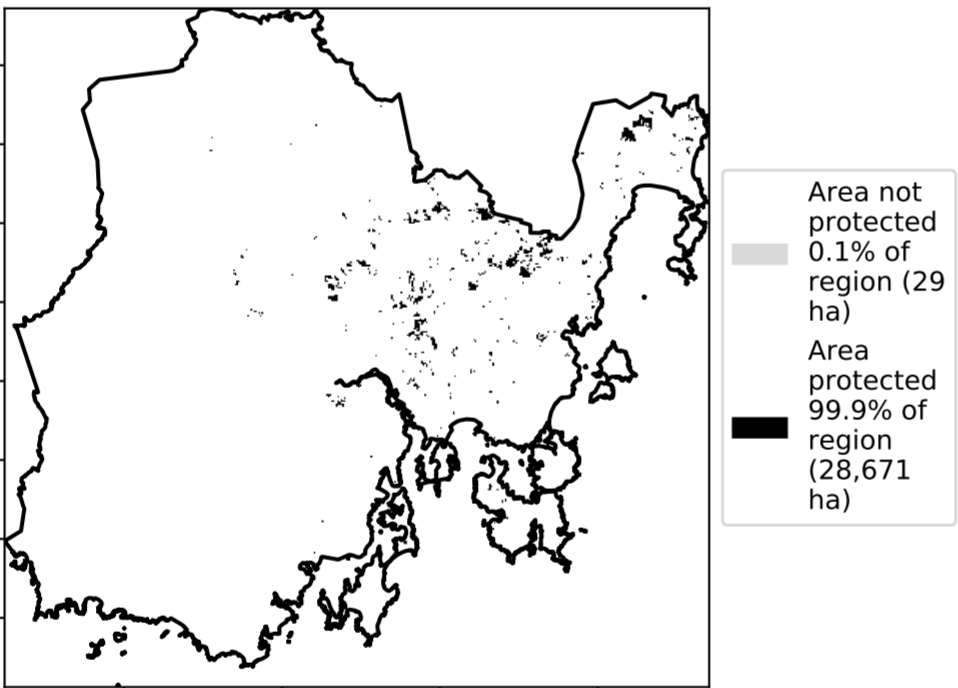 Area not
protected
0.1% of
region (29
ha)
Area
protected
99.9% of
region
(28,671
ha)